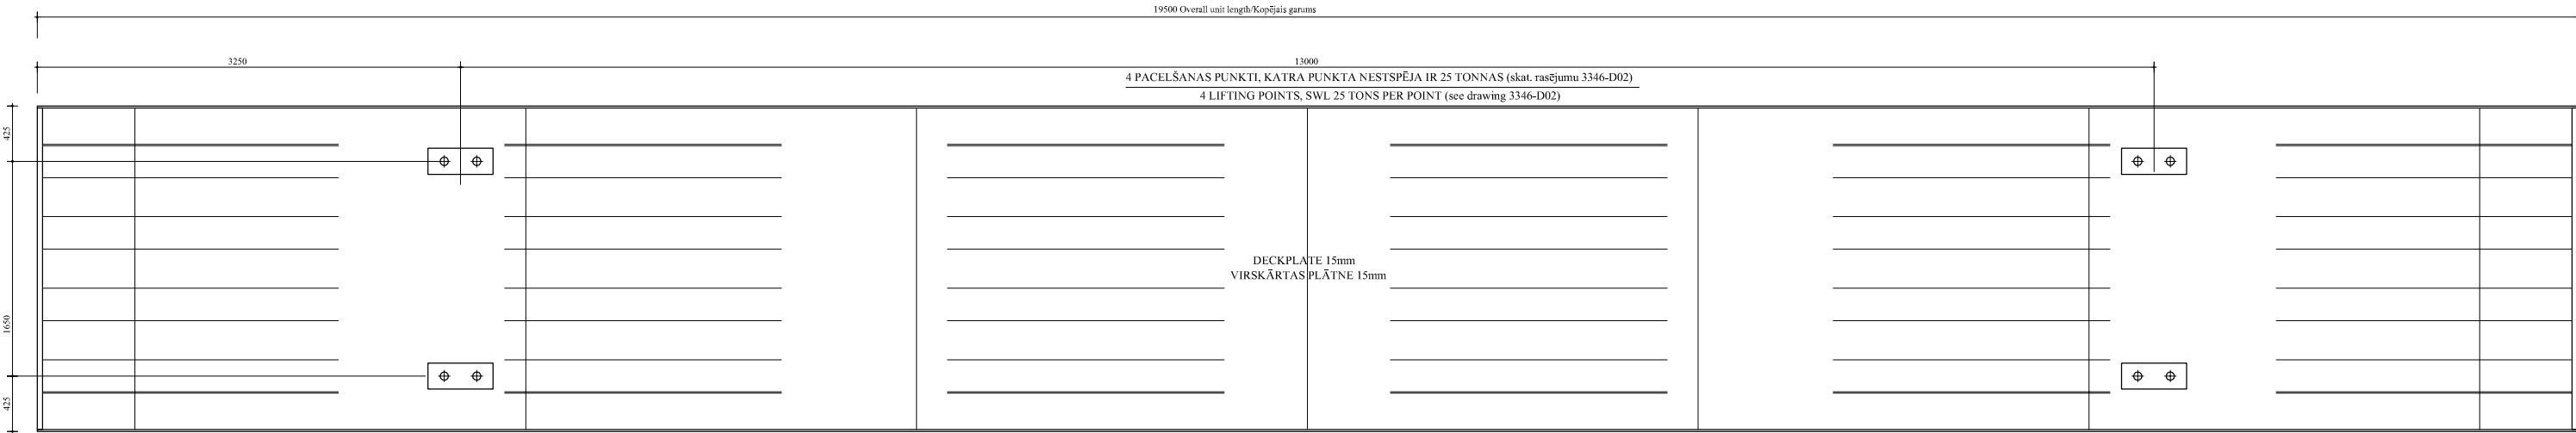 19500 Overall unit length/Kopējais garums
3250
13000
4 PACELŠANAS PUNKTI, KATRA PUNKTA NESTSPĒJA IR 25 TONNAS (skat. rasējumu 3346-D02)
4 LIFTING POINTS, SWL 25 TONS PER POINT (see drawing 3346-D02)
425
DECKPLATE 15mm
VIRSKĀRTAS PLĀTNE 15mm
1650
425